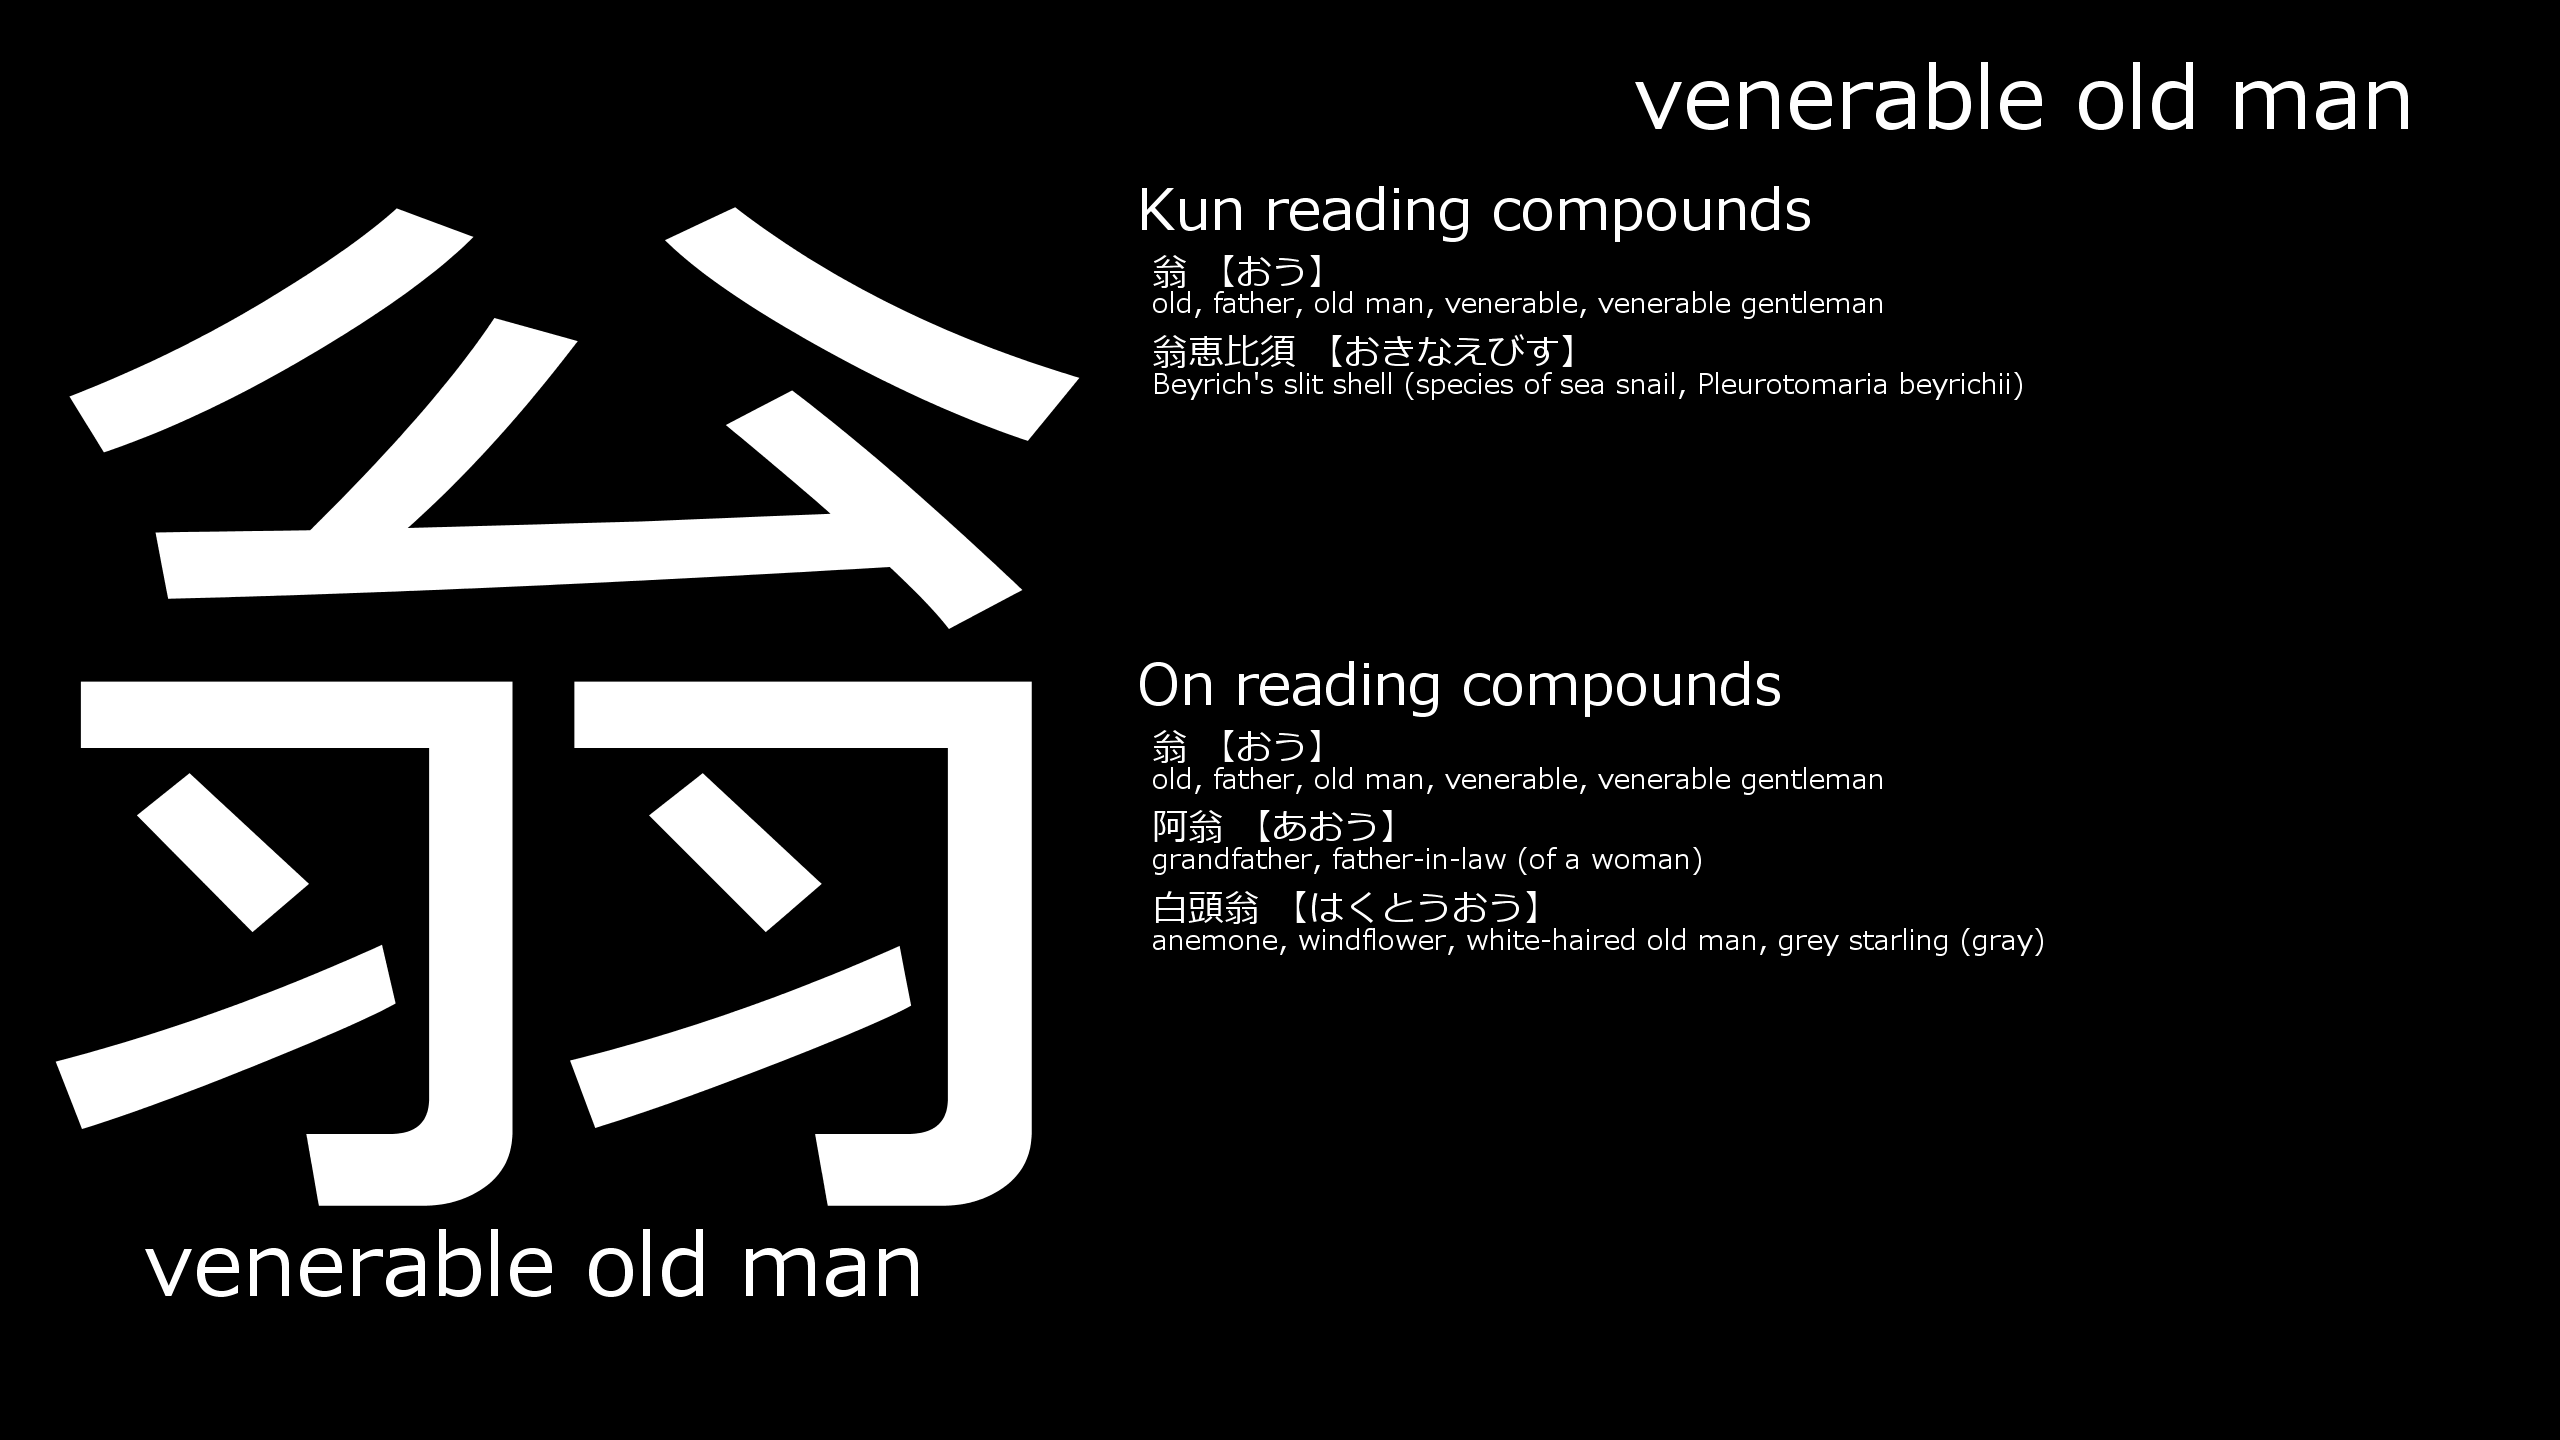 venerable old man
翁
venerable old man
Kun reading compounds
翁 【おう】
old, father, old man, venerable, venerable gentleman
翁恵比須 【おきなえびす】
Beyrich's slit shell (species of sea snail, Pleurotomaria beyrichii)
On reading compounds
翁 【おう】
old, father, old man, venerable, venerable gentleman
阿翁 【あおう】
grandfather, father-in-law (of a woman)
白頭翁 【はくとうおう】
anemone, windflower, white-haired old man, grey starling (gray)